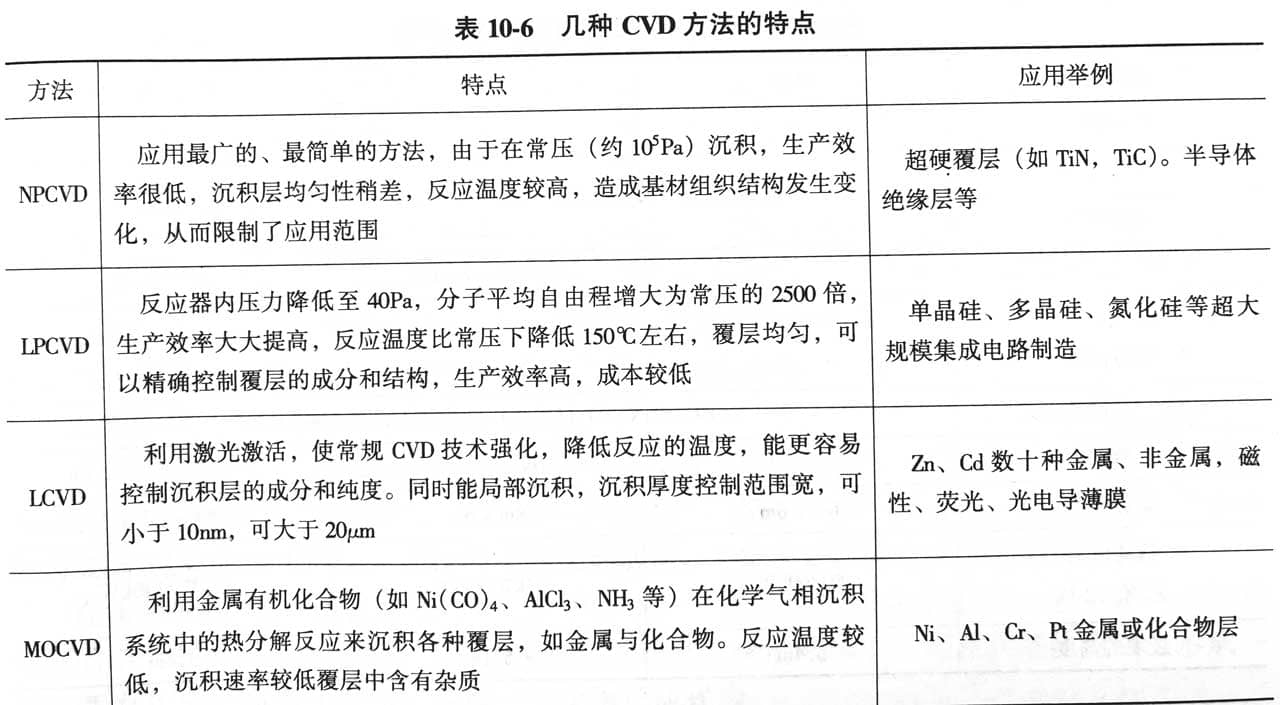 表 10-6 几种 CVD 方法的特点
方法 特点 应用举例
NPCVD
应用最广的、最简单的方法，由于在常压（约 10⁵Pa）沉积，生产效
率很低，沉积层均匀性稍差，反应温度较高，造成基材组织结构发生变
化，从而限制了应用范围
超硬覆层（如 TiN，TiC）。半导体
绝缘层等
LPCVD
反应器内压力降低至 40Pa，分子平均自由程增大为常压的 2500 倍，
生产效率大大提高，反应温度比常压下降低 150℃左右，覆层均匀，可
以精确控制覆层的成分和结构，生产效率高，成本较低
单晶硅、多晶硅、氮化硅等超大
规模集成电路制造
LCVD
利用激光激活，使常规 CVD 技术强化，降低反应的温度，能更容易
控制沉积层的成分和纯度。同时能局部沉积，沉积厚度控制范围宽，可
小于 10nm，可大于 20μm
Zn、Cd 数十种金属、非金属，磁
性、荧光、光电导薄膜
MOCVD
利用金属有机化合物（如 Ni(CO)₄、AlCl₃、NH₃ 等）在化学气相沉积
系统中的热分解反应来沉积各种覆层，如金属与化合物。反应温度较
低，沉积速率较低覆层中含有杂质
Ni、Al、Cr、Pt 金属或化合物层